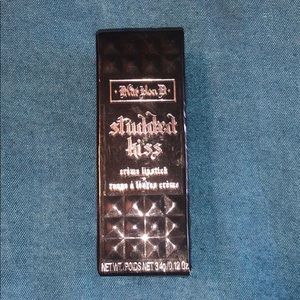 Kat Von D
studded
kiss
crème lipstick
rouge à lèvres crème
NET WT./POIDS NET 3.4g/0.12 Oz.